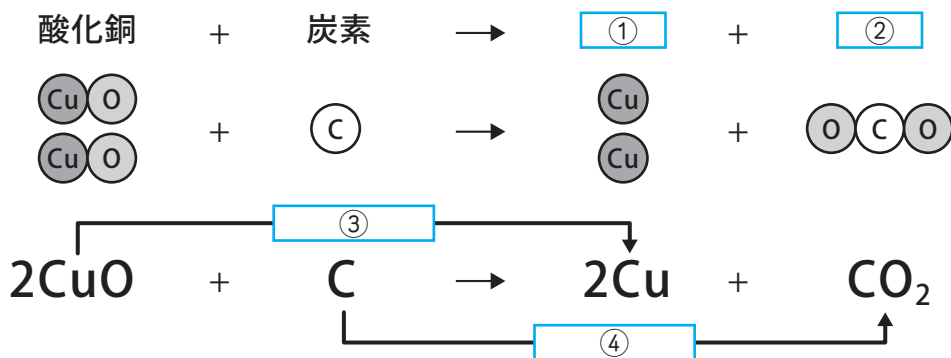 酸化銅 + 炭素 → ① + ②
Cu O Cu
+ C → + O C O
Cu O Cu
③
2CuO + C → 2Cu + CO₂
④